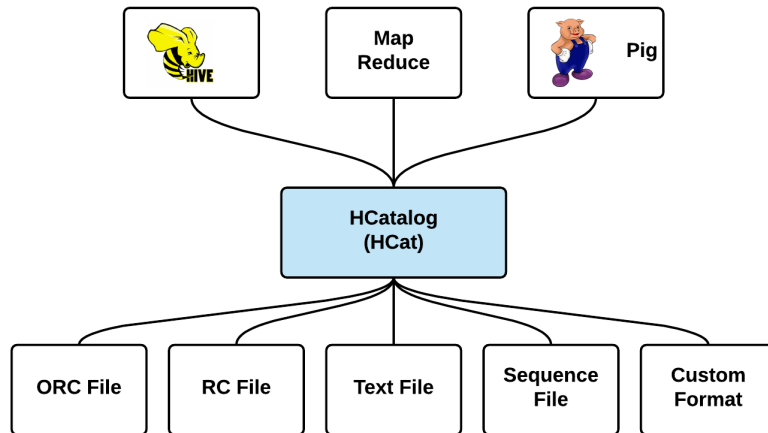 HIVE
Map
Reduce
Pig
HCatalog
(HCat)
ORC File
RC File
Text File
Sequence
File
Custom
Format